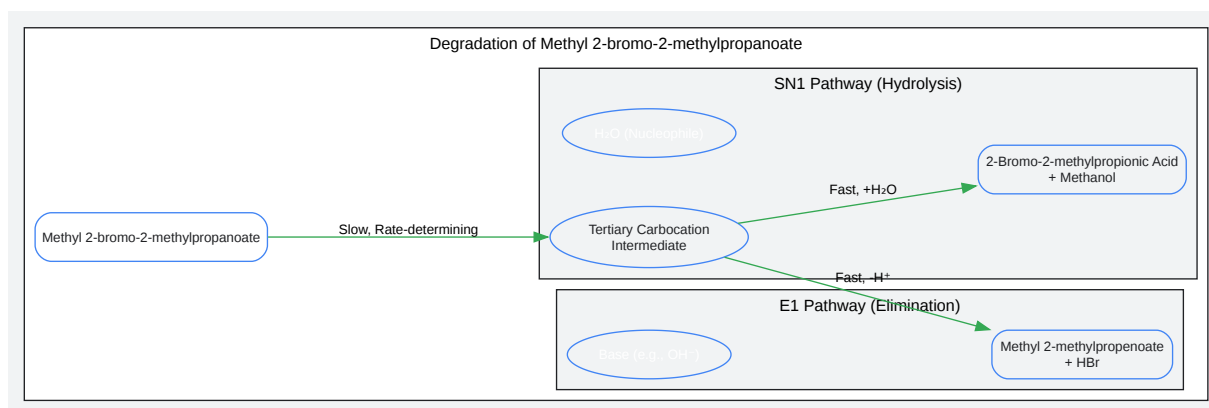 Degradation of Methyl 2-bromo-2-methylpropanoate
SN1 Pathway (Hydrolysis)
H₂O (Nucleophile)
2-Bromo-2-methylpropionic Acid
+ Methanol
Fast, +H₂O
Methyl 2-bromo-2-methylpropanoate
Slow, Rate-determining
Tertiary Carbocation
Intermediate
Fast, -H⁺
E1 Pathway (Elimination)
Base (e.g., OH⁻)
Methyl 2-methylpropenoate
+ HBr